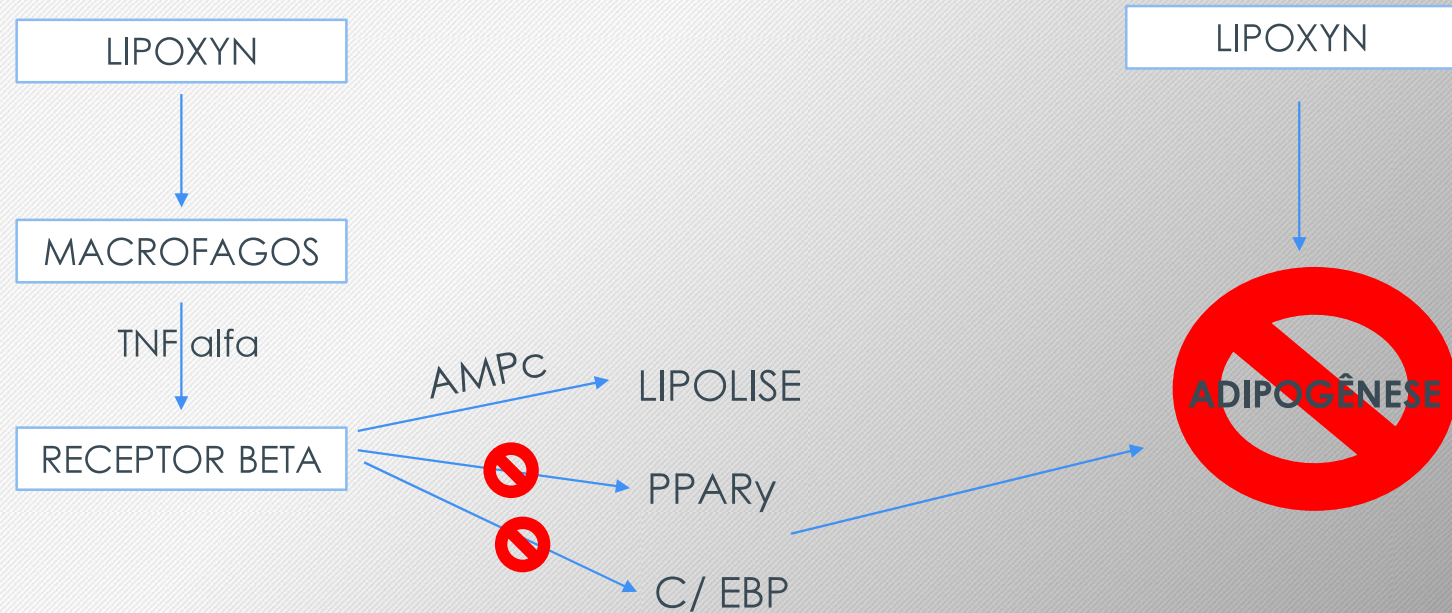 LIPOXYN
LIPOXYN
MACROFAGOS
TNF alfa
AMPc
LIPOLISE
ADIPOGÊNESE
RECEPTOR BETA
PPARy
C/ EBP